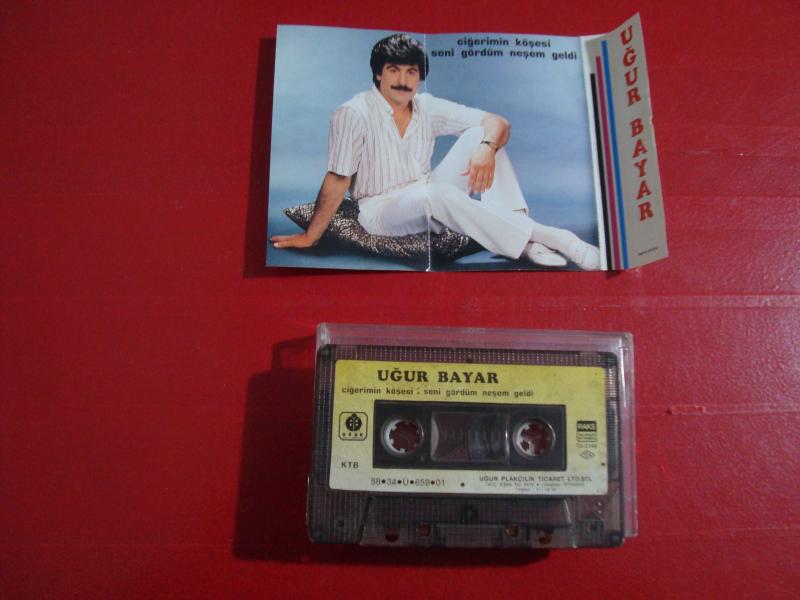 ciğerimin köşesi
seni gördüm neşem geldi
UĞUR BAYAR
UĞUR BAYAR
ciğerimin köşesi • seni gördüm neşem geldi
RAKS
KTB
88•34•Ü•659•01
UĞUR PLAKÇILIK TİCARET LTD.ŞTİ.